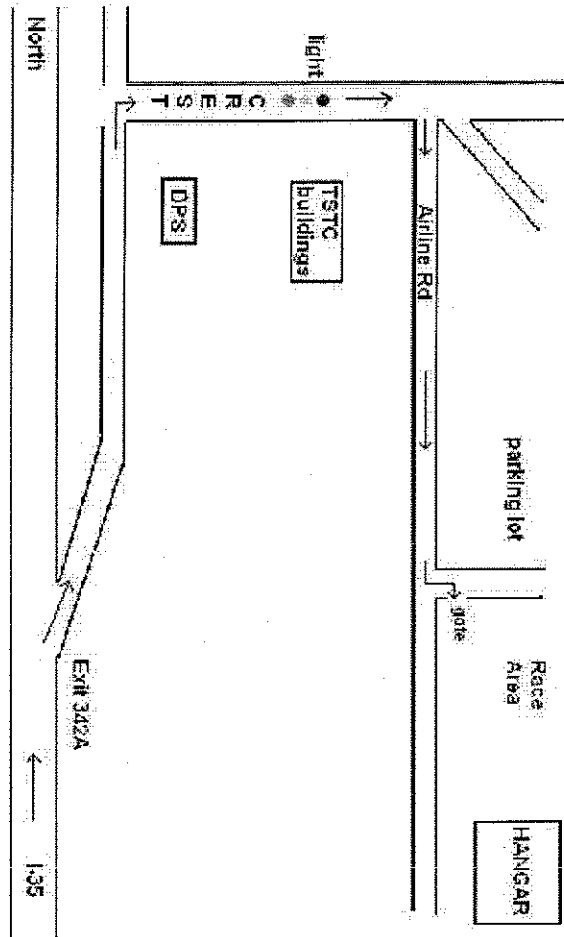 Race
Area
HANGAR
parking lot
gate
Airline Rd
TSTC
buildings
light
CREST
DPS
Exit 342A
North
I-35